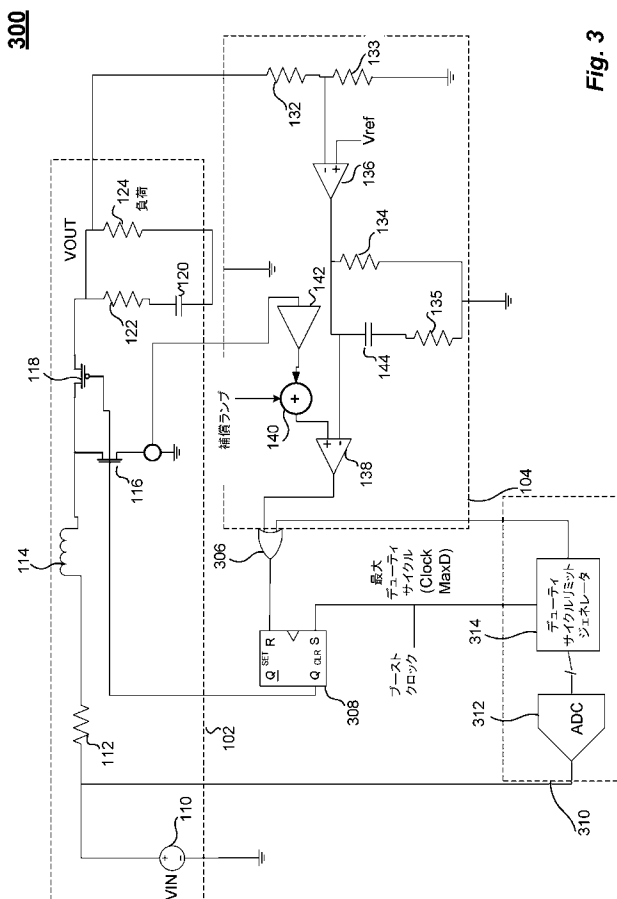 300
VOUT
124
負荷
120
122
118
116
114
112
102
110
VIN
132
133
Vref
136
134
135
144
142
補償ランプ
140
138
104
306
最大
デューティ
サイクル
(Clock
MaxD)
ブースト
クロック
SET
Q
R
S
Q
CLR
308
デューティ
サイクルリミット
ジェネレータ
314
312
ADC
310
+
-
-
+
+
+
-
Fig. 3